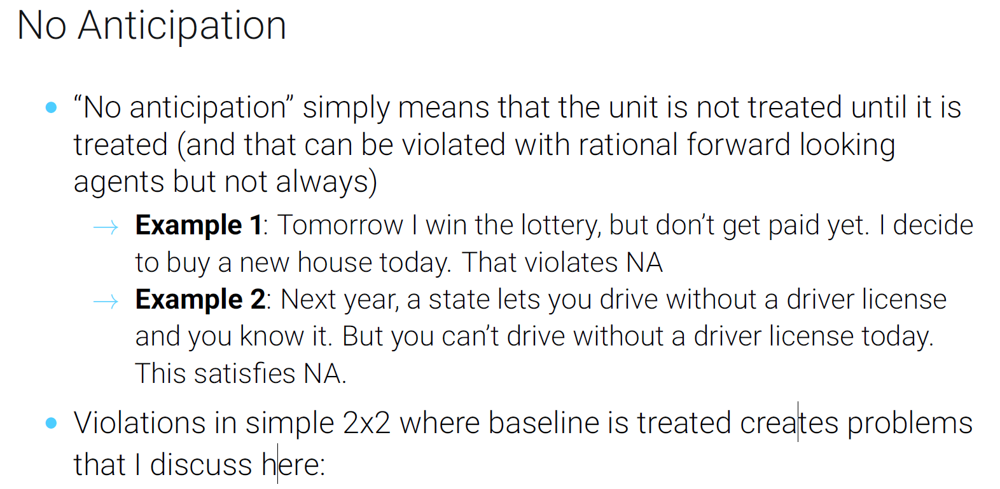 No Anticipation
“No anticipation” simply means that the unit is not treated until it is
treated (and that can be violated with rational forward looking
agents but not always)
Example 1: Tomorrow I win the lottery, but don’t get paid yet. I decide
to buy a new house today. That violates NA
Example 2: Next year, a state lets you drive without a driver license
and you know it. But you can’t drive without a driver license today.
This satisfies NA.
Violations in simple 2x2 where baseline is treated creates problems
that I discuss here: